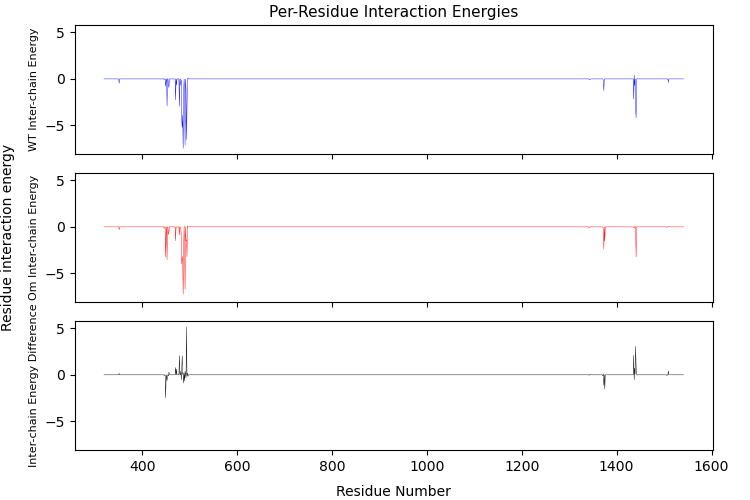 Per-Residue Interaction Energies
Residue interaction energy
WT Inter-chain Energy
5
0
−5
Om Inter-chain Energy
5
0
−5
Inter-chain Energy Difference
5
0
−5
400
600
800
1000
1200
1400
1600
Residue Number